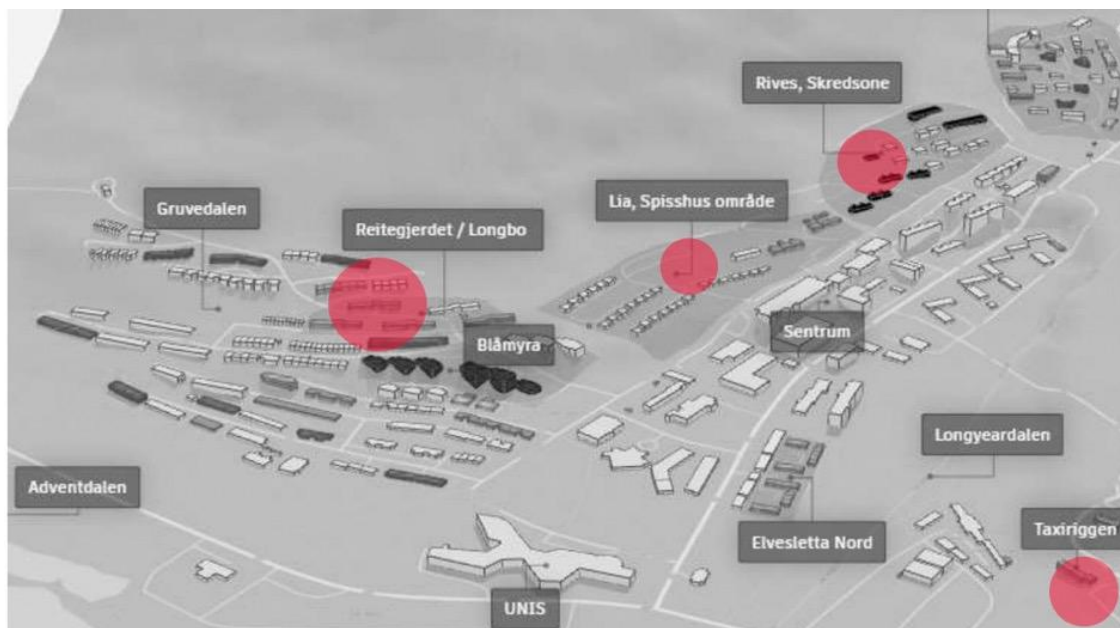 Rives, Skredsone
Gruvedalen
Lia, Spisshus område
Reitegjerdet / Longbo
Sentrum
Blåmyra
Longyeardalen
Adventdalen
Taxiriggen
Elvesletta Nord
UNIS